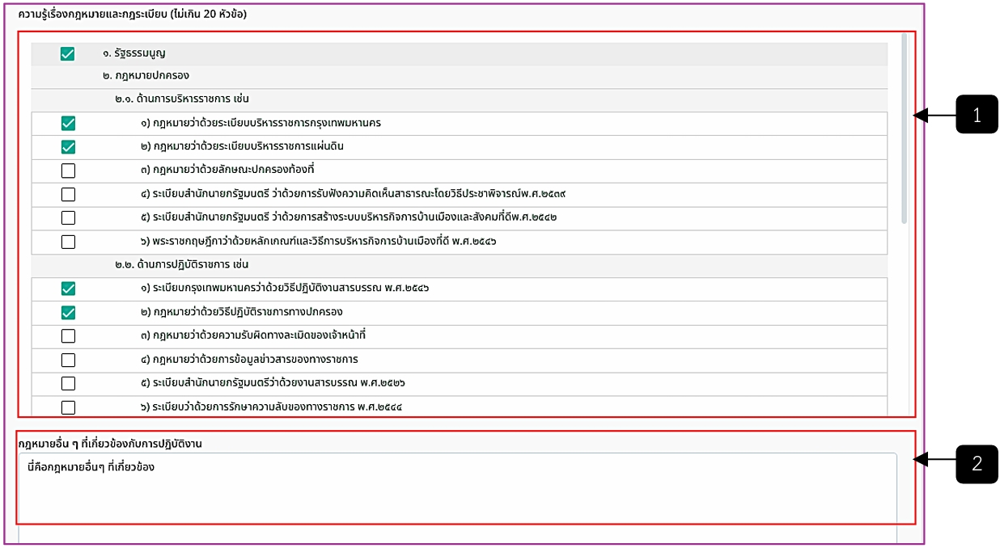 ความรู้เรื่องกฎหมายและกฎระเบียบ (ไม่เกิน 20 หัวข้อ)
๑. รัฐธรรมนูญ
๒. กฎหมายปกครอง
๒.๑. ด้านการบริหารราชการ เช่น
๑) กฎหมายว่าด้วยระเบียบบริหารราชการกรุงเทพมหานคร
1
๒) กฎหมายว่าด้วยระเบียบบริหารราชการแผ่นดิน
๓) กฎหมายว่าด้วยลักษณะปกครองท้องที่
๔) ระเบียบสำนักนายกรัฐมนตรี ว่าด้วยการรับฟังความคิดเห็นสาธารณะโดยวิธีประชาพิจารณ์พ.ศ.๒๕๓๙
๕) ระเบียบสำนักนายกรัฐมนตรี ว่าด้วยการสร้างระบบบริหารกิจการบ้านเมืองและสังคมที่ดีพ.ศ.๒๕๔๒
๖) พระราชกฤษฎีกาว่าด้วยหลักเกณฑ์และวิธีการบริหารกิจการบ้านเมืองที่ดี พ.ศ.๒๕๔๖
๒.๒. ด้านการปฏิบัติราชการ เช่น
๑) ระเบียบกรุงเทพมหานครว่าด้วยวิธีปฏิบัติงานสารบรรณ พ.ศ.๒๕๔๖
๒) กฎหมายว่าด้วยวิธีปฏิบัติราชการทางปกครอง
๓) กฎหมายว่าด้วยความรับผิดทางละเมิดของเจ้าหน้าที่
๔) กฎหมายว่าด้วยการข้อมูลข่าวสารของทางราชการ
๕) ระเบียบสำนักนายกรัฐมนตรีว่าด้วยงานสารบรรณ พ.ศ.๒๕๒๖
๖) ระเบียบว่าด้วยการรักษาความลับของทางราชการ พ.ศ.๒๕๔๔
กฎหมายอื่น ๆ ที่เกี่ยวข้องกับการปฏิบัติงาน
นี่คือกฎหมายอื่นๆ ที่เกี่ยวข้อง
2